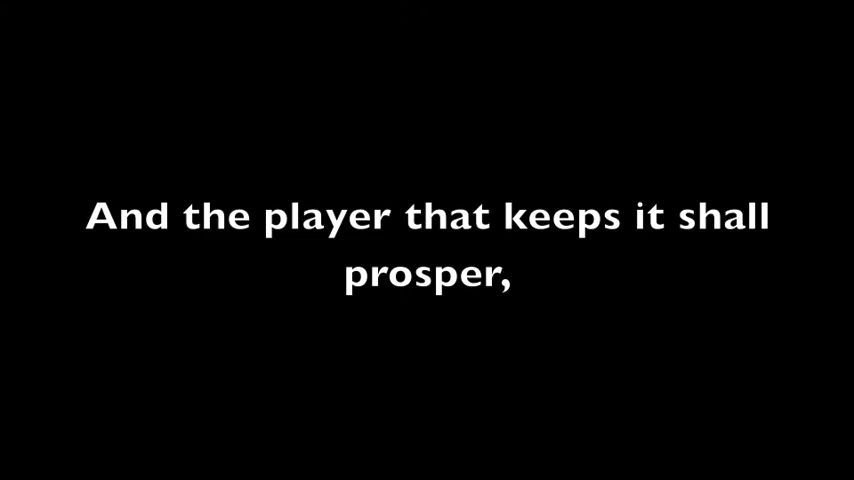 And the player that keeps it shall
prosper,